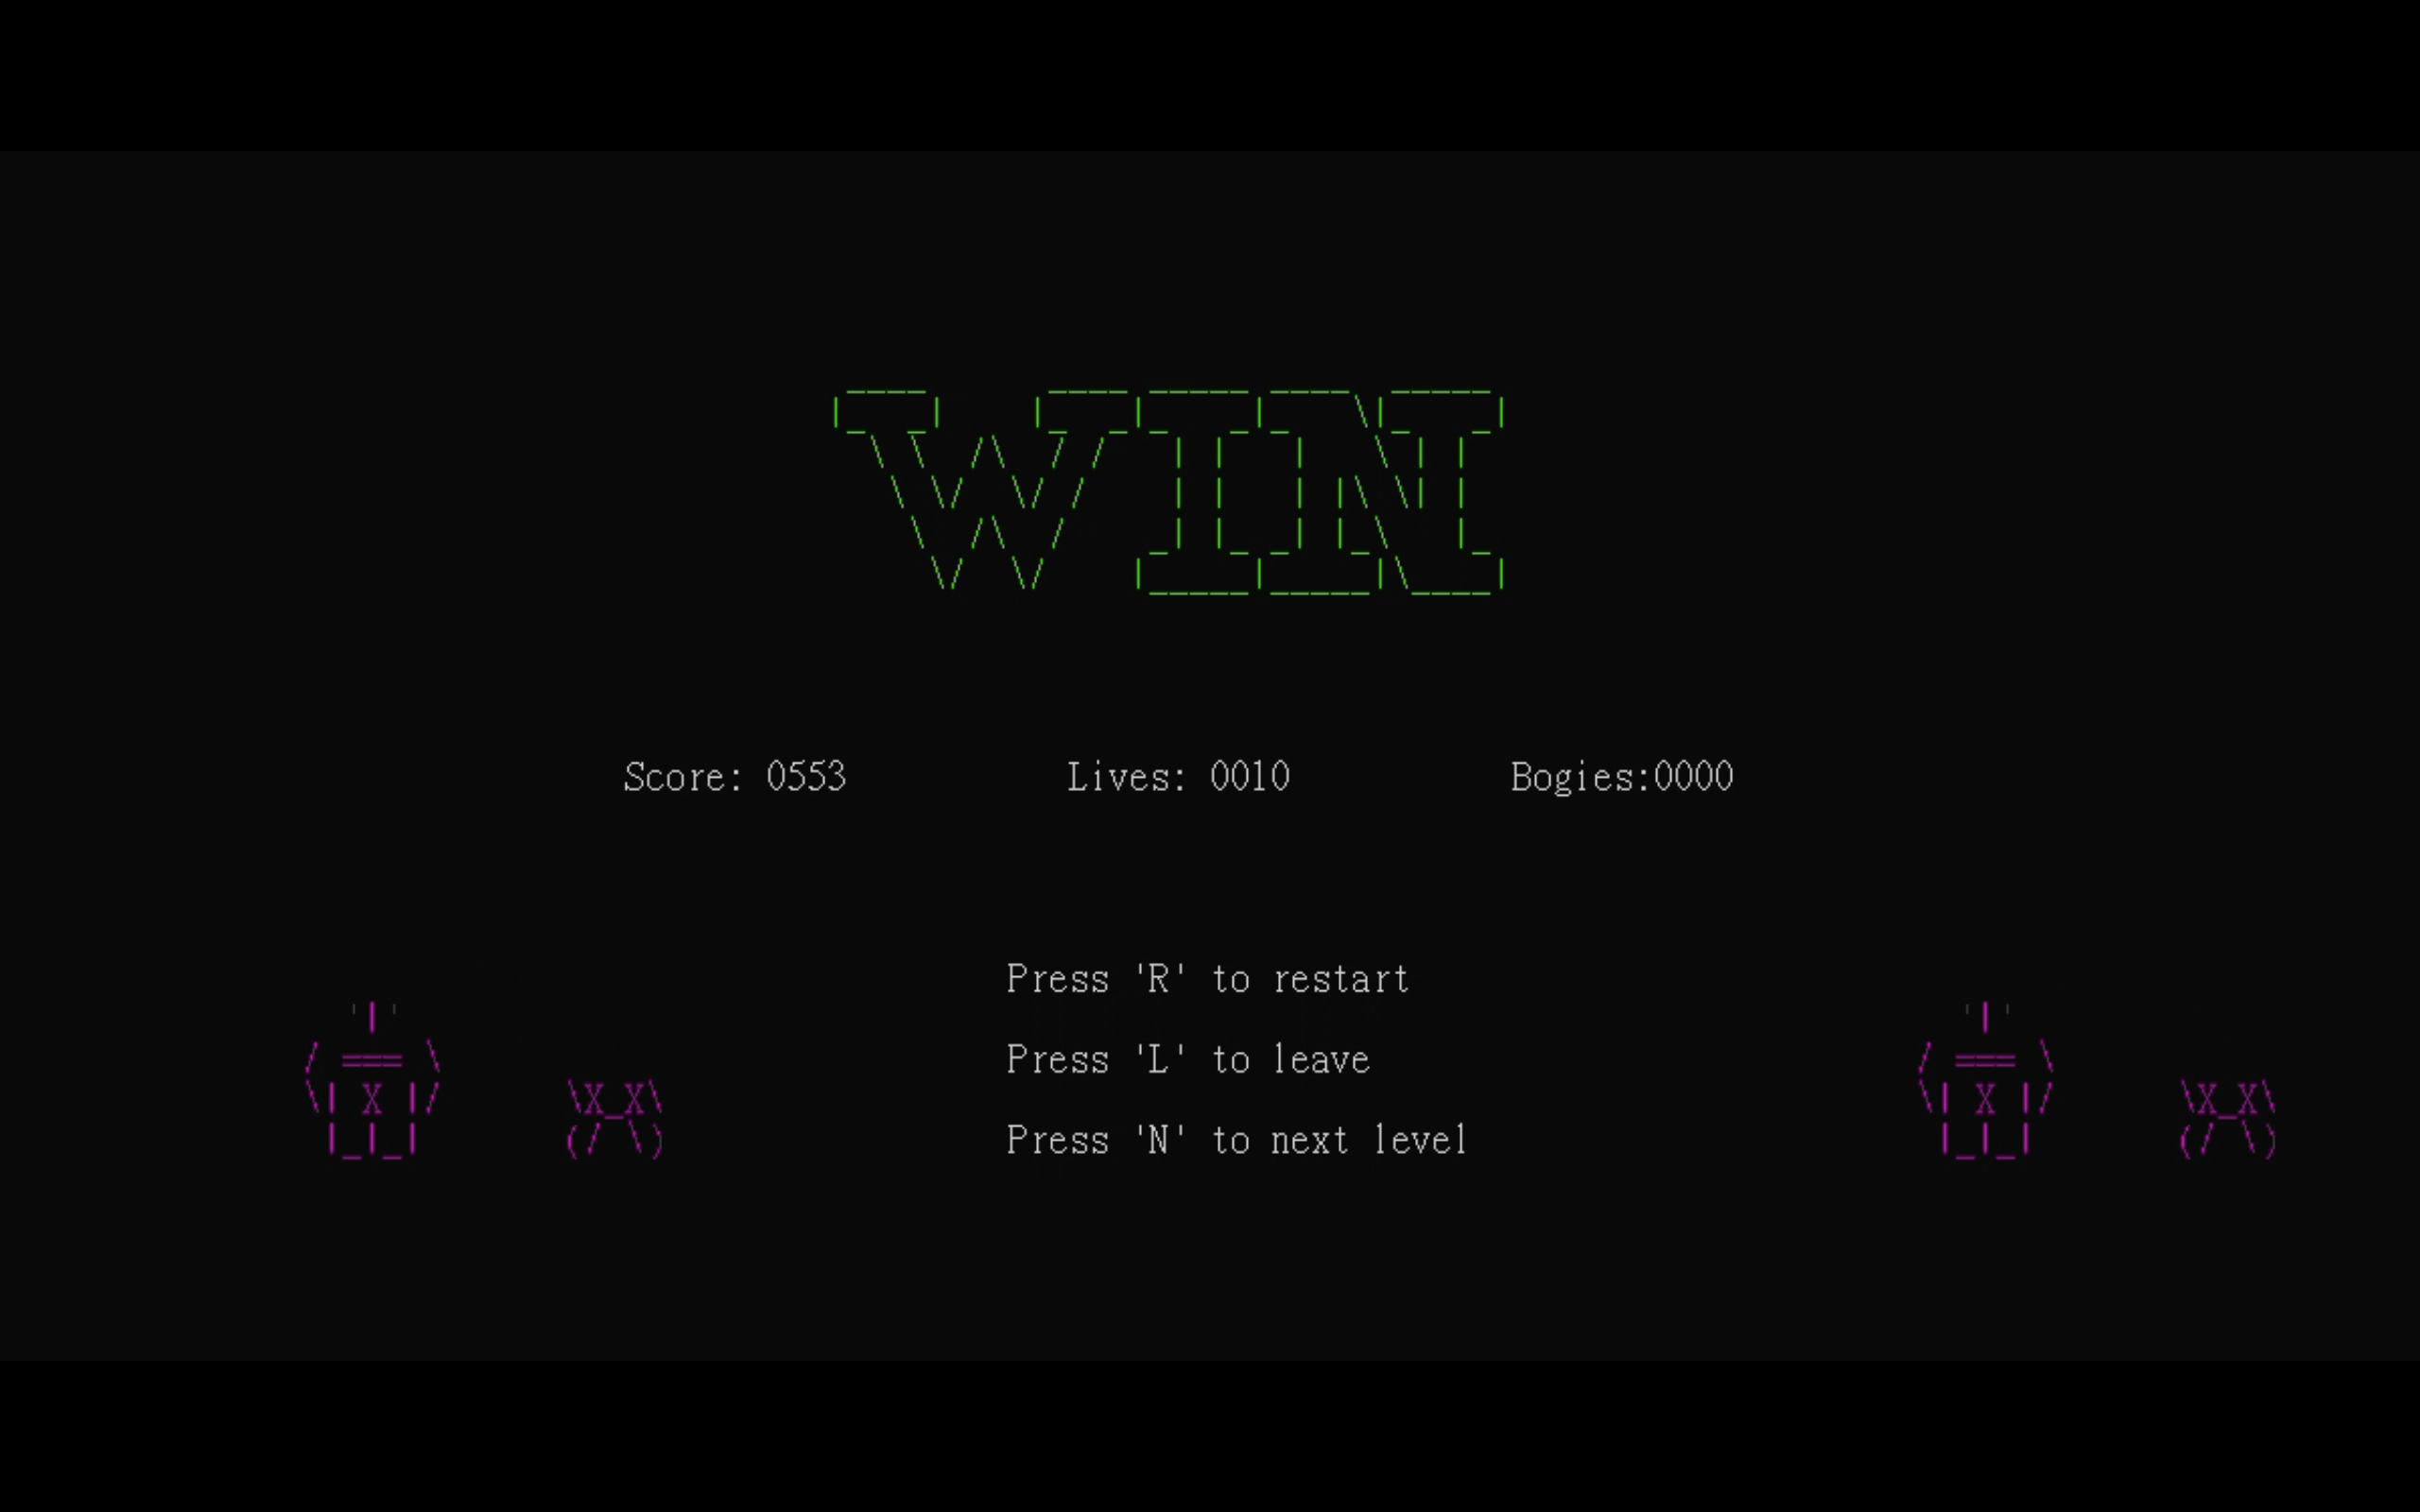 WIN
Score: 0553 Lives: 0010 Bogies:0000
Press 'R' to restart
Press 'L' to leave
Press 'N' to next level